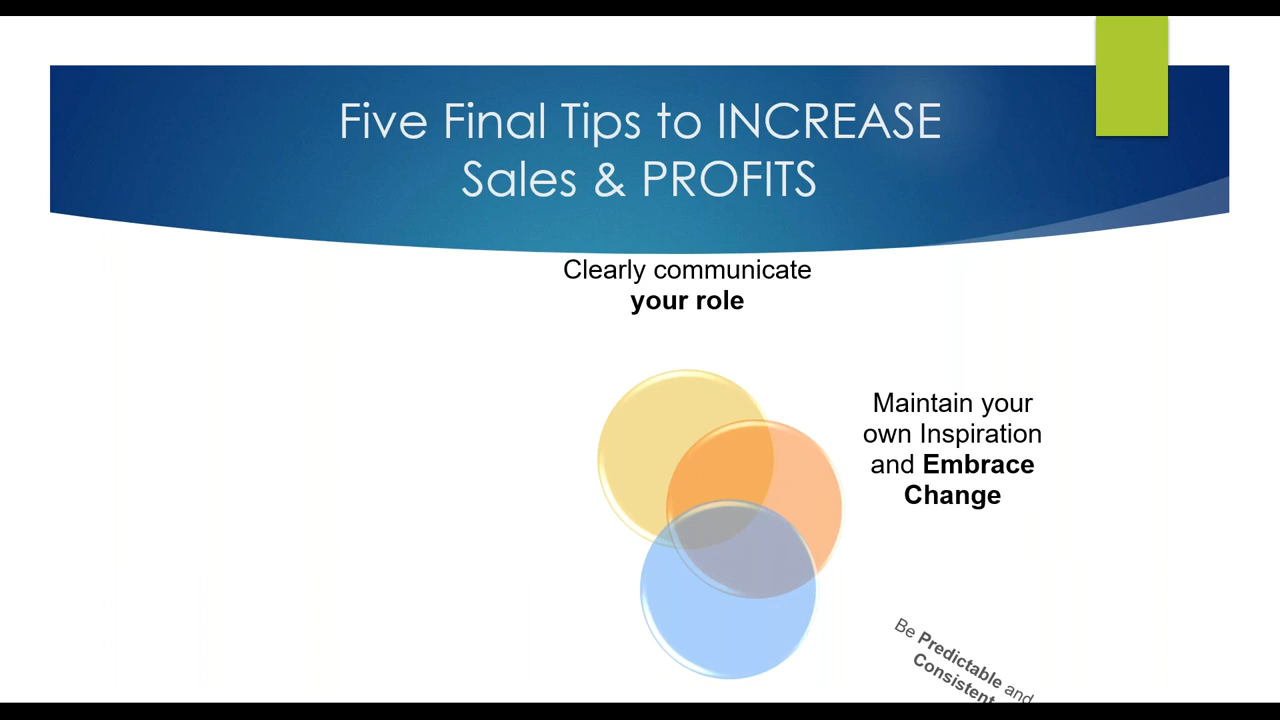 Five Final Tips to INCREASE
Sales & PROFITS
Clearly communicate
your role
Maintain your
own Inspiration
and Embrace
Change
Be Predictable and
Consistent